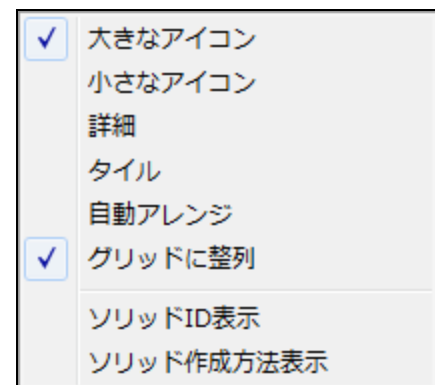 大きなアイコン
小さなアイコン
詳細
タイル
自動アレンジ
グリッドに整列
ソリッドID表示
ソリッド作成方法表示